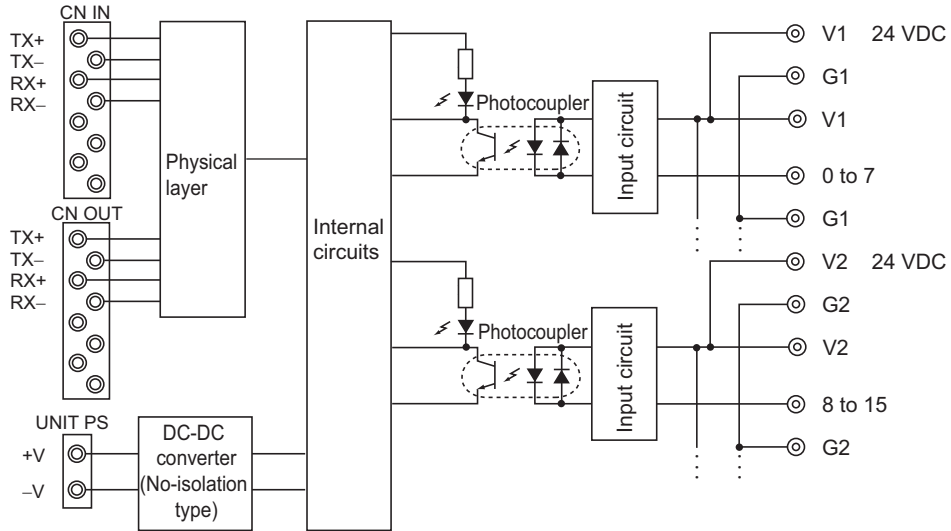 CN IN
TX+
TX−
RX+
RX−
Physical
layer
CN OUT
TX+
TX−
RX+
RX−
UNIT PS
+V
−V
DC-DC
converter
(No-isolation
type)
Internal
circuits
Photocoupler
Input circuit
V1 24 VDC
G1
V1
0 to 7
G1
Photocoupler
Input circuit
V2 24 VDC
G2
V2
8 to 15
G2